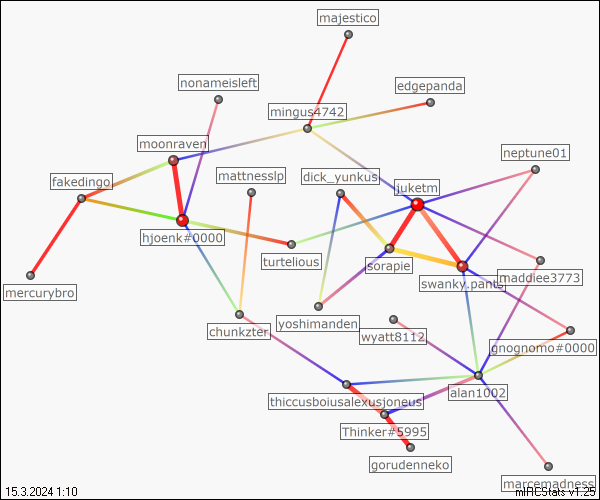 majestico
nonameisleft
edgepanda
mingus4742
moonraven
neptune01
fakedingo
mattnesslp
dick_yunkus
juketm
hjoenk#0000
turtelious
sorapie
maddiee3773
swanky.pants
mercurybro
chunkzter
yoshimanden
wyatt8112
gnognomo#0000
alan1002
thiccusboiusalexusjoneus
Thinker#5995
gorudenneko
marcemadness
15.3.2024 1:10
mIRCStats v1.25